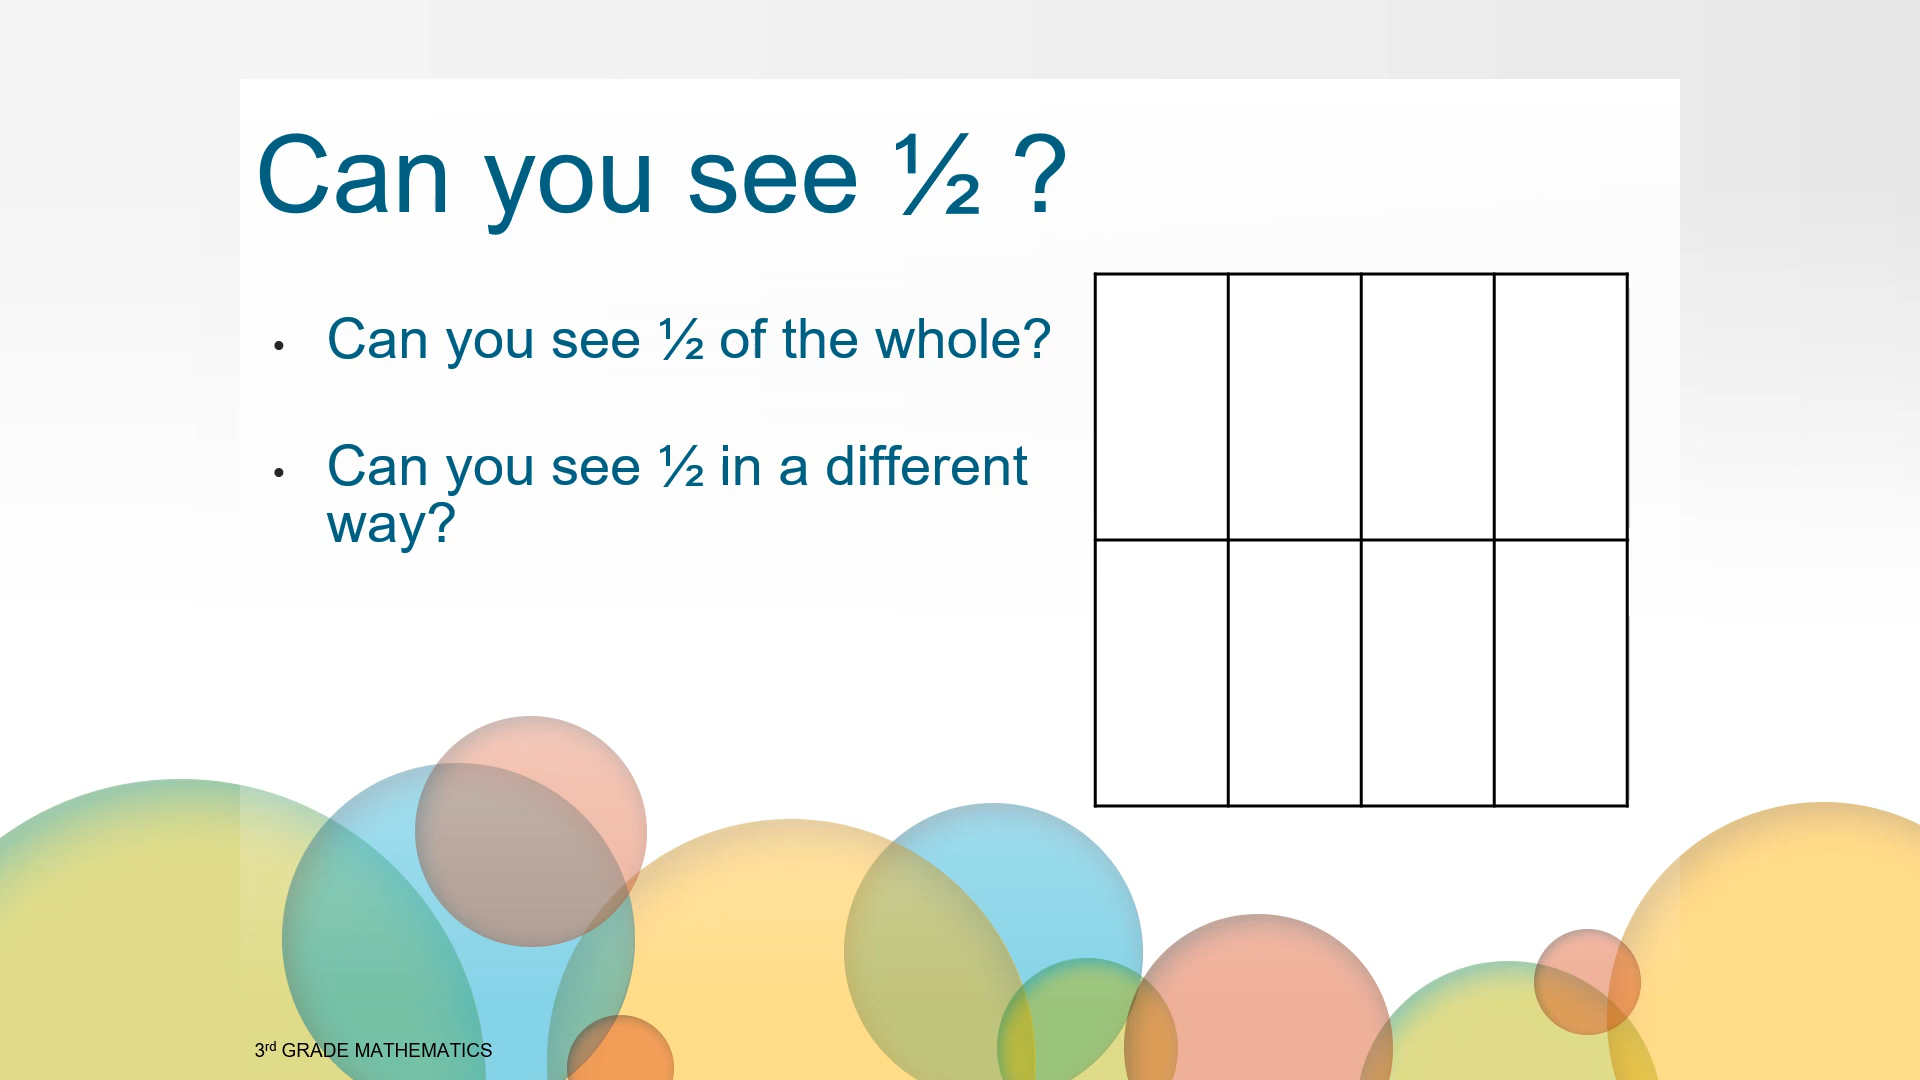 Can you see ½ ?
• Can you see ½ of the whole?
• Can you see ½ in a different
way?
3rd GRADE MATHEMATICS